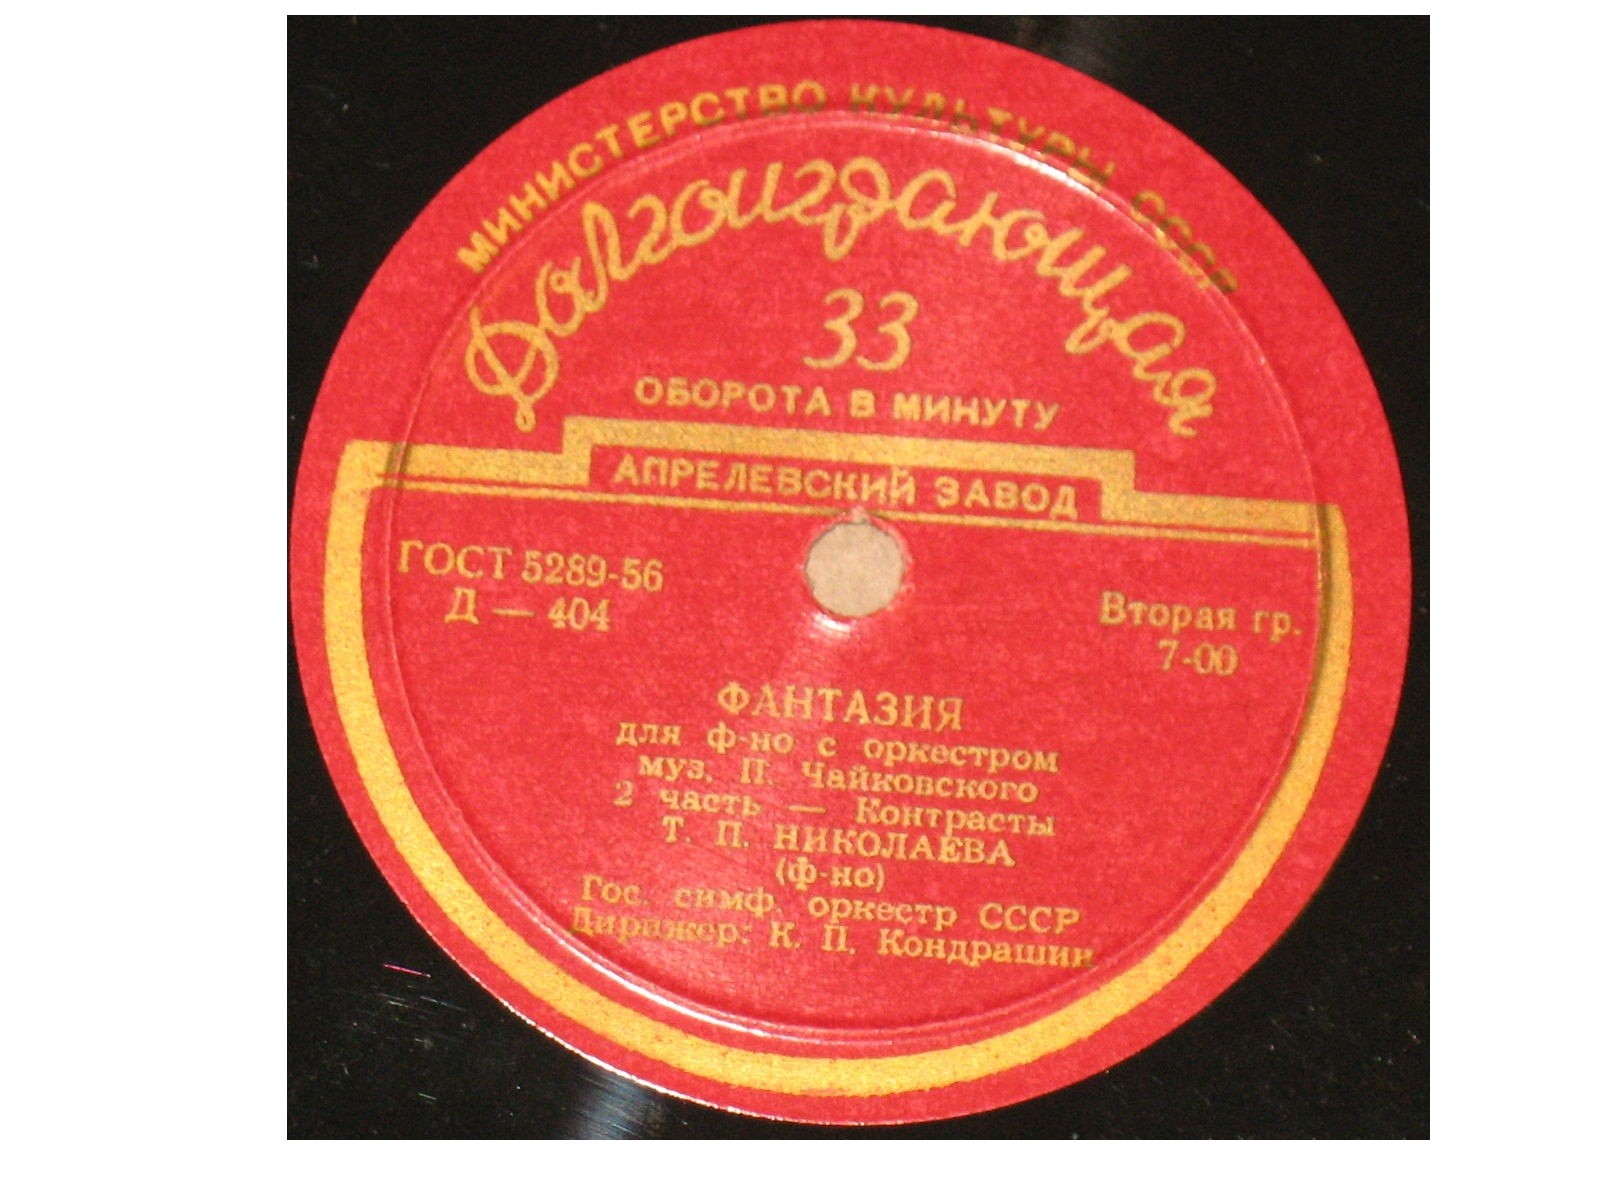 МИНИСТЕРСТВО КУЛЬТУРЫ СССР
Долгоиграющая
33
ОБОРОТА В МИНУТУ
АПРЕЛЕВСКИЙ ЗАВОД
ГОСТ 5289-56
Д — 404
Вторая гр.
7-00
ФАНТАЗИЯ
для ф-но с оркестром
муз. П. Чайковского
2 часть — Контрасты
Т. П. НИКОЛАЕВА
(ф-но)
Гос. симф. оркестр СССР
Дирижер: К. П. Кондрашин